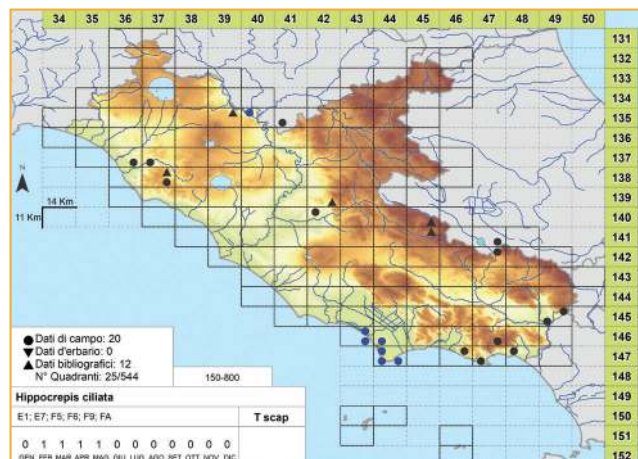 34 35 36 37 38 39 40 41 42 43 44 45 46 47 48 49 50
131
132
133
134
135
136
137
138
139
140
141
142
143
144
145
146
147
148
149
150
151
152
N
14 Km
11 Km
Dati di campo: 20
Dati d'erbario: 0
Dati bibliografici: 12
N° Quadranti: 25/544
150-800
Hippocrepis ciliata
E1; E7; F5; F6; F9; FA
T scap
0 1 1 1 1 0 0 0 0 0 0 0
GEN FEB MAR APR MAG GIU LUG AGO SET OTT NOV DIC